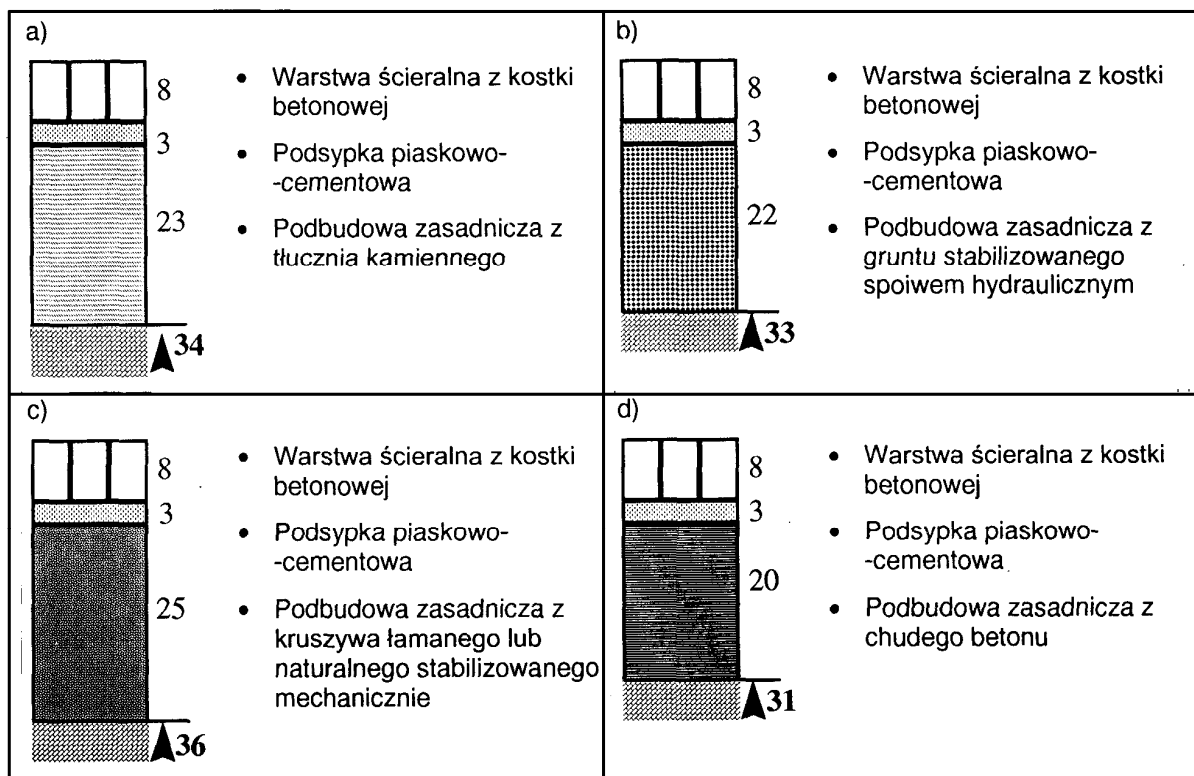 a)
8
3
23
34
• Warstwa ścieralna z kostki
betonowej
• Podsypka piaskowo-
-cementowa
• Podbudowa zasadnicza z
tłucznia kamiennego
b)
8
3
22
33
• Warstwa ścieralna z kostki
betonowej
• Podsypka piaskowo-
-cementowa
• Podbudowa zasadnicza z
gruntu stabilizowanego
spoiwem hydraulicznym
c)
8
3
25
36
• Warstwa ścieralna z kostki
betonowej
• Podsypka piaskowo-
-cementowa
• Podbudowa zasadnicza z
kruszywa łamanego lub
naturalnego stabilizowanego
mechanicznie
d)
8
3
20
31
• Warstwa ścieralna z kostki
betonowej
• Podsypka piaskowo-
-cementowa
• Podbudowa zasadnicza z
chudego betonu